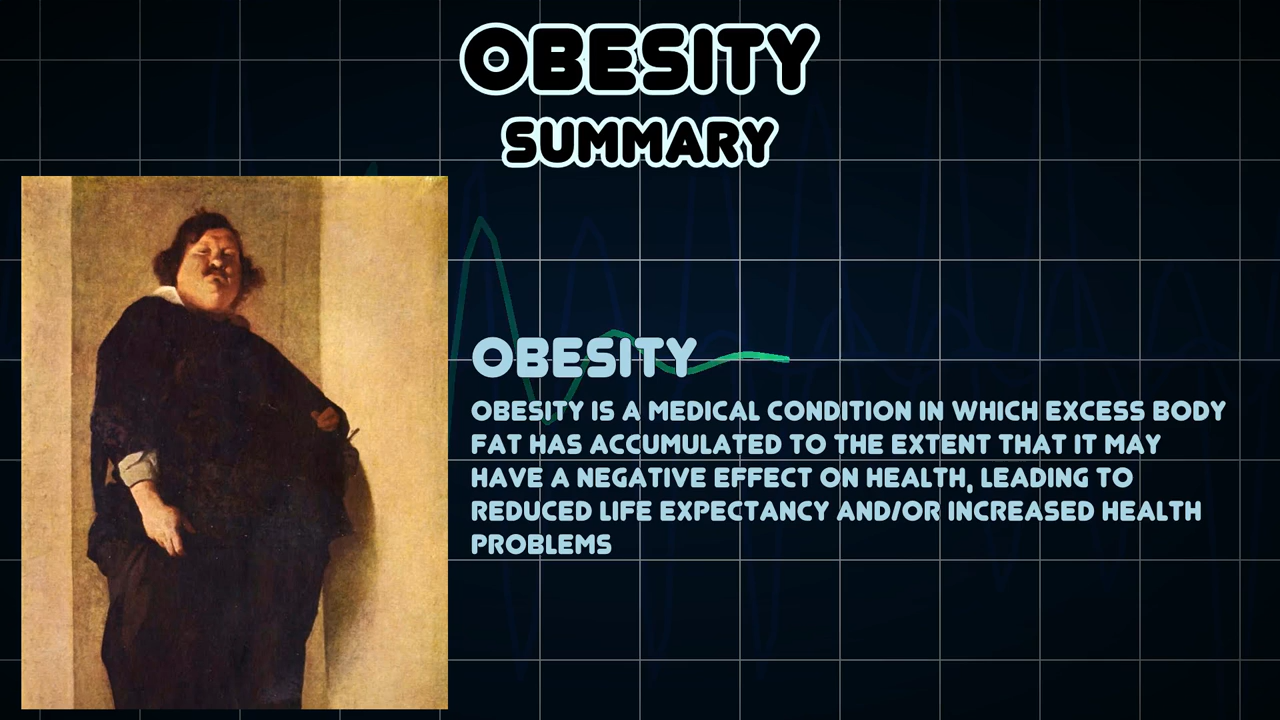 OBESITY
SUMMARY
OBESITY
OBESITY IS A MEDICAL CONDITION IN WHICH EXCESS BODY
FAT HAS ACCUMULATED TO THE EXTENT THAT IT MAY
HAVE A NEGATIVE EFFECT ON HEALTH, LEADING TO
REDUCED LIFE EXPECTANCY AND/OR INCREASED HEALTH
PROBLEMS